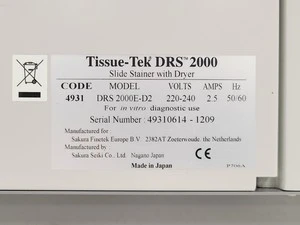 Tissue-Tek® DRS™ 2000
Slide Stainer with Dryer
CODE MODEL VOLTS AMPS Hz
4931 DRS 2000E-D2 220-240 2.5 50/60
For in vitro diagnostic use
Serial Number : 49310614 - 1209
Manufactured for
Sakura Finetek Europe B.V. 2382AT Zoeterwoude. the Netherlands
Manufactured by
Sakura Seiki Co., Ltd. Nagano Japan
CE
Made in Japan